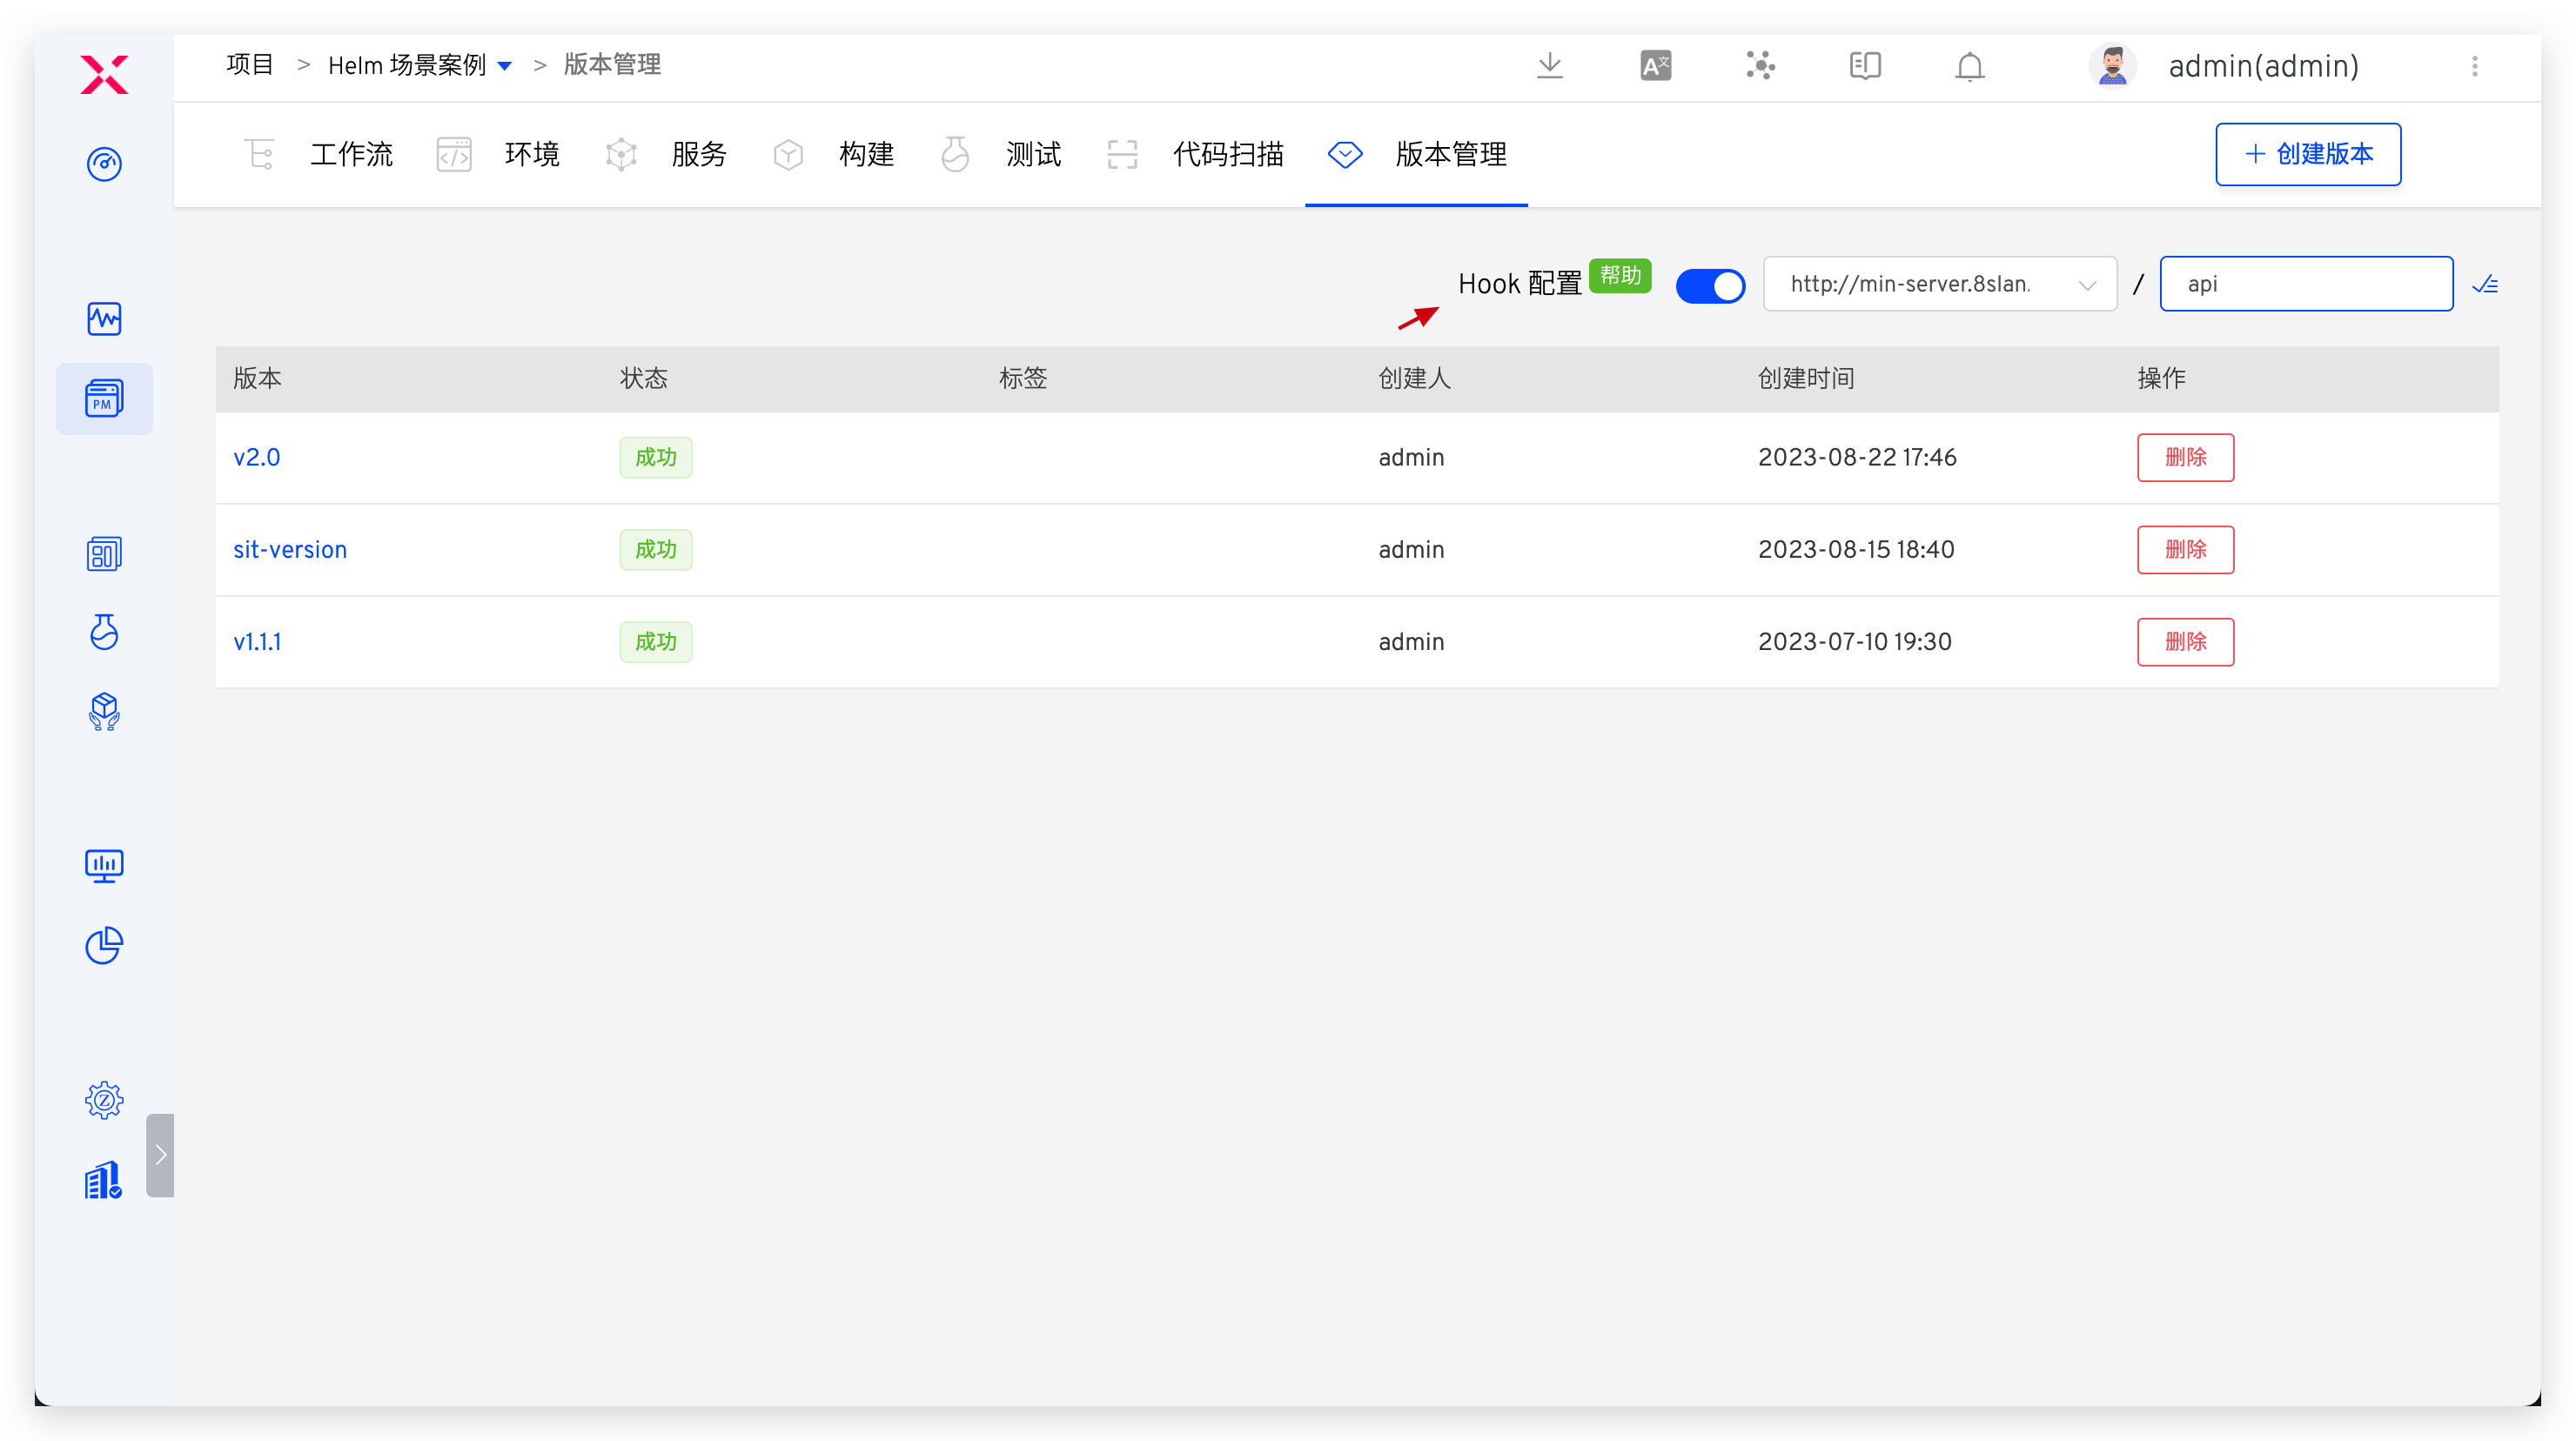 项目 > Helm 场景案例 > 版本管理
A文
admin(admin)
工作流 环境 服务 构建 测试 代码扫描 版本管理
+ 创建版本
Hook 配置 帮助 http://min-server.8slan. / api
PM
版本 状态 标签 创建人 创建时间 操作
v2.0 成功 admin 2023-08-22 17:46 删除
sit-version 成功 admin 2023-08-15 18:40 删除
v1.1.1 成功 admin 2023-07-10 19:30 删除
Z